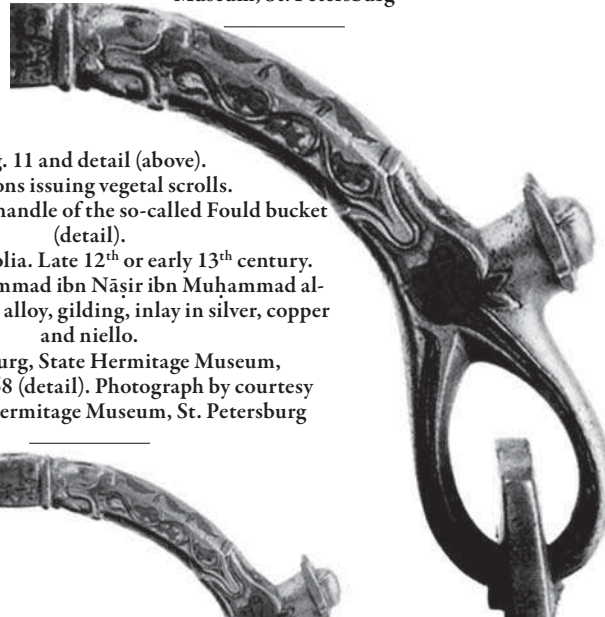 Museum, St. Petersburg
g. 11 and detail (above).
ons issuing vegetal scrolls.
handle of the so-called Fould bucket
(detail).
olia. Late 12th or early 13th century.
mmad ibn Nāṣir ibn Muḥammad al-
alloy, gilding, inlay in silver, copper
and niello.
urg, State Hermitage Museum,
58 (detail). Photograph by courtesy
ermitage Museum, St. Petersburg